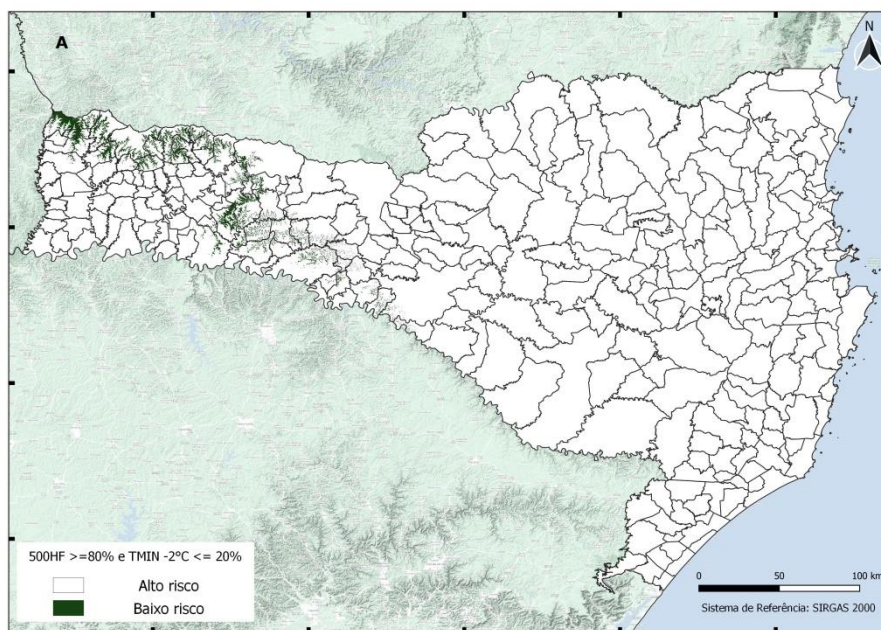 A
N
500HF >=80% e TMIN -2°C <= 20%
Alto risco
Baixo risco
0 50 100 km
Sistema de Referência: SIRGAS 2000